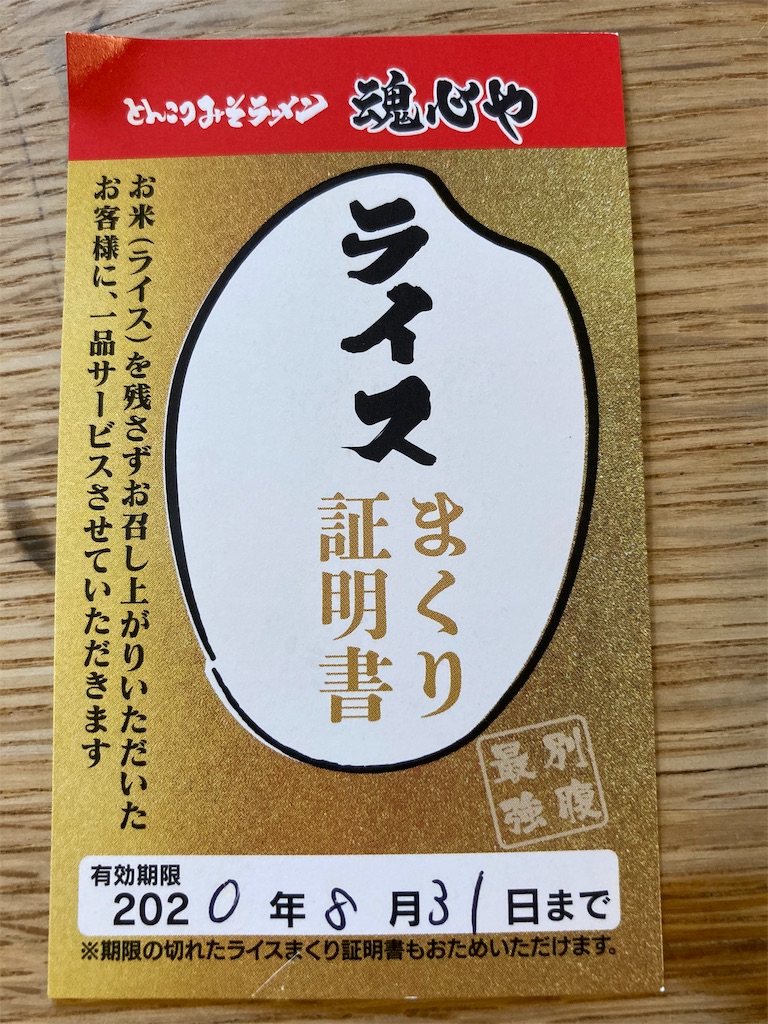 とんこつみそラーメン 魂心や
ライス
まくり
証明書
お米(ライス)を残さずお召し上がりいただいた
お客様に、一品サービスさせていただきます
別腹
最強
有効期限
2020年8月31日まで
※期限の切れたライスまくり証明書もおためいただけます。